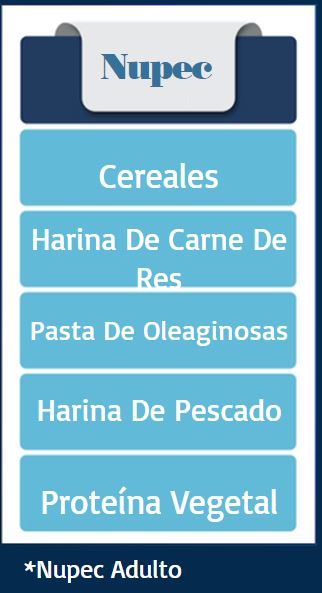 Nupec
Cereales
Harina De Carne De
Res
Pasta De Oleaginosas
Harina De Pescado
Proteína Vegetal
*Nupec Adulto